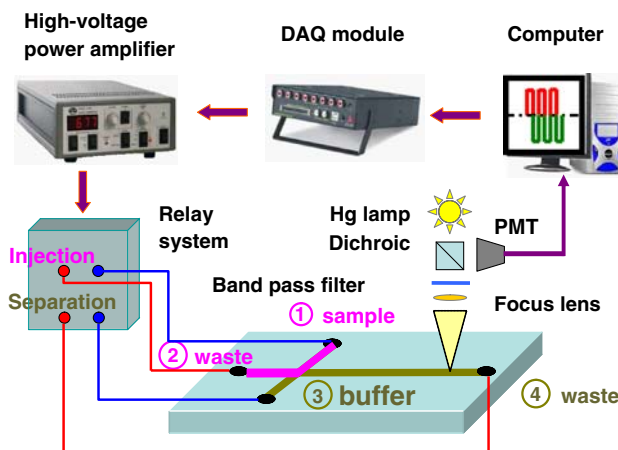 High-voltage
power amplifier
DAQ module
Computer
677
Relay
system
Hg lamp
Dichroic
PMT
Injection
Separation
Band pass filter
Focus lens
① sample
② waste
③ buffer
④ waste